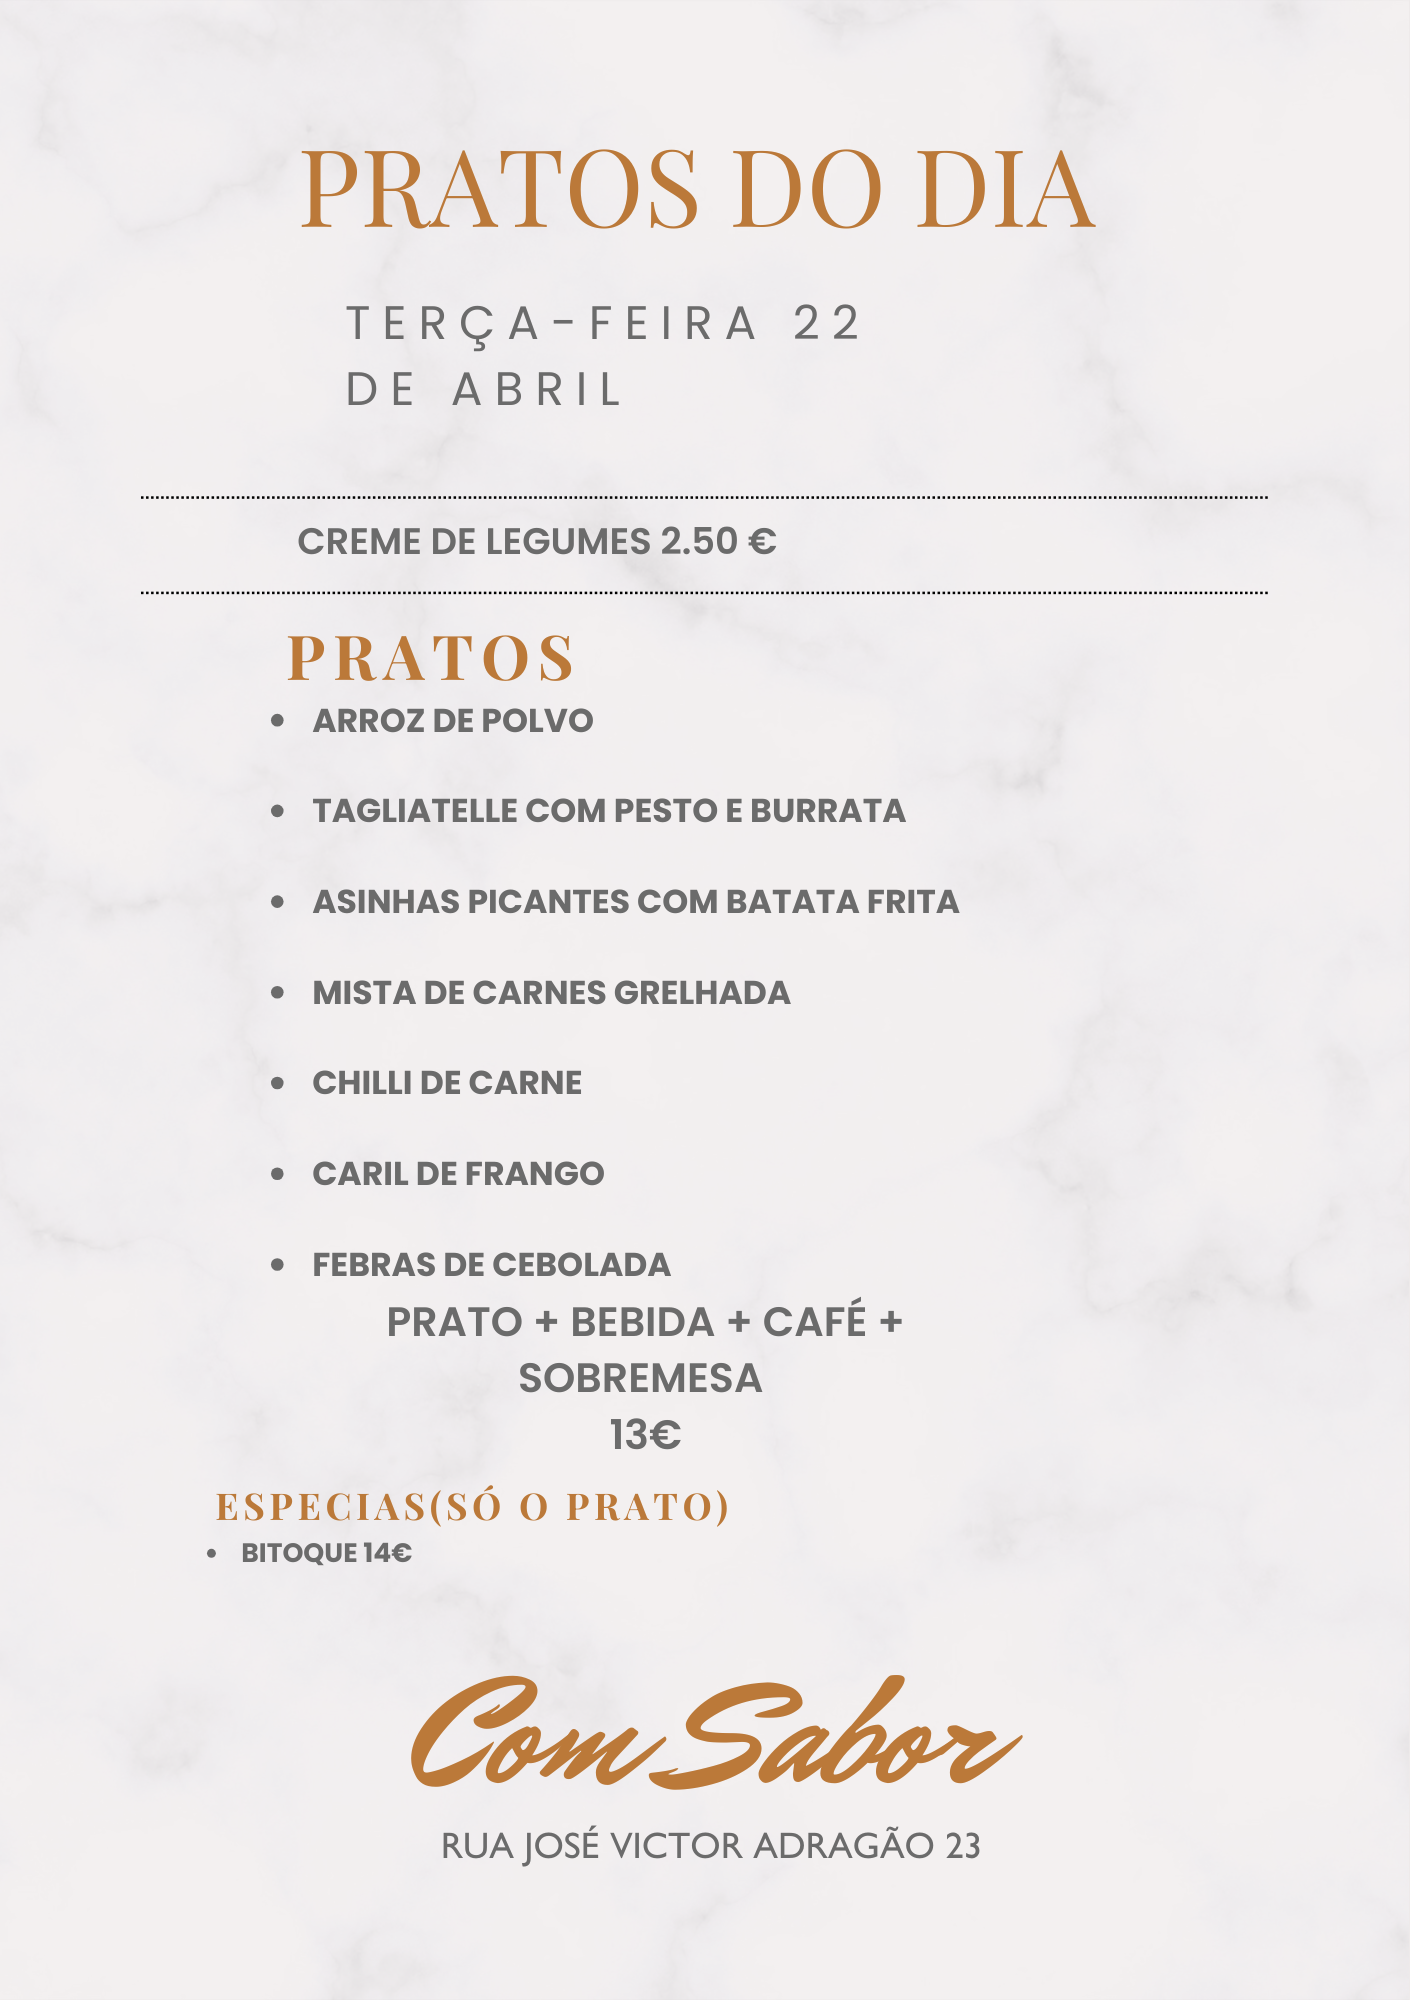 PRATOS DO DIA
TERÇA-FEIRA 22
DE ABRIL
CREME DE LEGUMES 2.50 €
PRATOS
• ARROZ DE POLVO
• TAGLIATELLE COM PESTO E BURRATA
• ASINHAS PICANTES COM BATATA FRITA
• MISTA DE CARNES GRELHADA
• CHILLI DE CARNE
• CARIL DE FRANGO
• FEBRAS DE CEBOLADA
PRATO + BEBIDA + CAFÉ +
SOBREMESA
13€
ESPECIAS(SÓ O PRATO)
• BITOQUE 14€
Com Sabor
RUA JOSÉ VICTOR ADRAGÃO 23